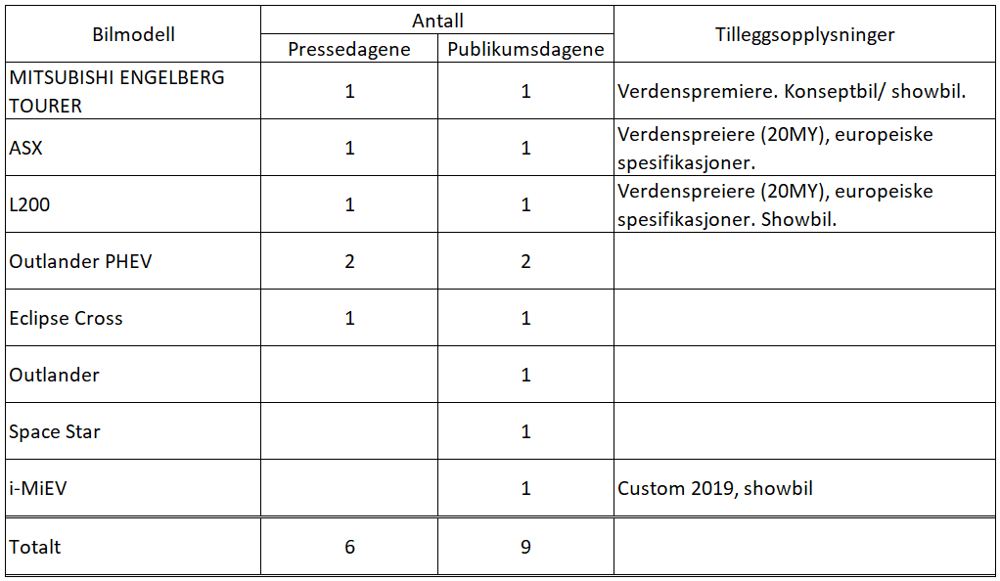 Bilmodell Antall Tilleggsopplysninger
Pressedagene Publikumsdagene
MITSUBISHI ENGELBERG
TOURER 1 1 Verdenspremiere. Konseptbil/ showbil.
ASX 1 1 Verdenspreiere (20MY), europeiske
spesifikasjoner.
L200 1 1 Verdenspreiere (20MY), europeiske
spesifikasjoner. Showbil.
Outlander PHEV 2 2
Eclipse Cross 1 1
Outlander 1
Space Star 1
i-MiEV 1 Custom 2019, showbil
Totalt 6 9